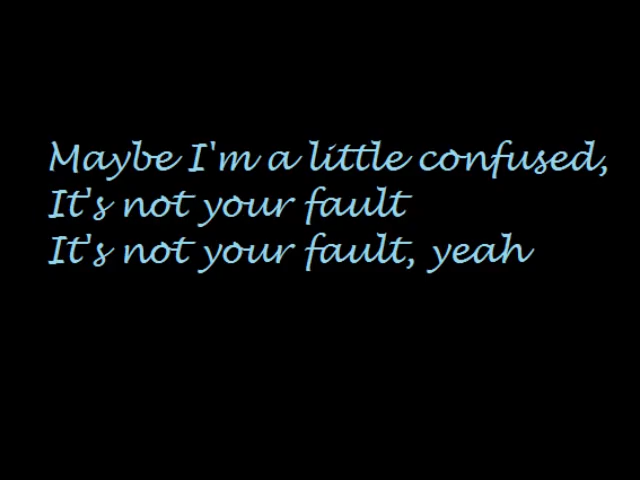 Maybe I'm a little confused,
It's not your fault
It's not your fault, yeah